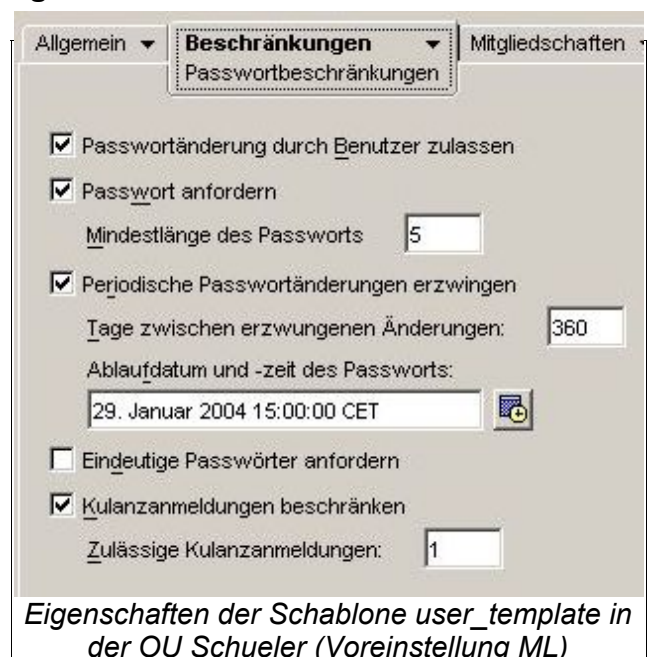 Allgemein Beschränkungen Mitgliedschaften
Passwortbeschränkungen
Passwortänderung durch Benutzer zulassen
Passwort anfordern
Mindestlänge des Passworts 5
Periodische Passwortänderungen erzwingen
Tage zwischen erzwungenen Änderungen: 360
Ablaufdatum und -zeit des Passworts:
29. Januar 2004 15:00:00 CET
Eindeutige Passwörter anfordern
Kulanzanmeldungen beschränken
Zulässige Kulanzanmeldungen: 1
Eigenschaften der Schablone user_template in
der OU Schueler (Voreinstellung ML)